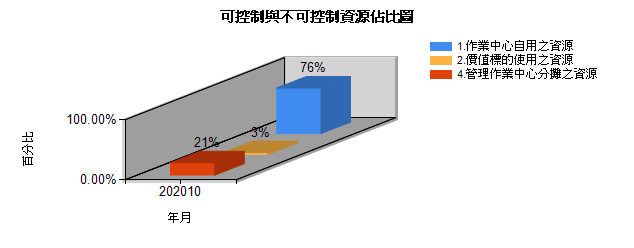 可控制與不可控制資源佔比圖
1.作業中心自用之資源
2.價值標的使用之資源
4.管理作業中心分攤之資源
76%
3%
21%
100.00%
0.00%
百分比
202010
年月